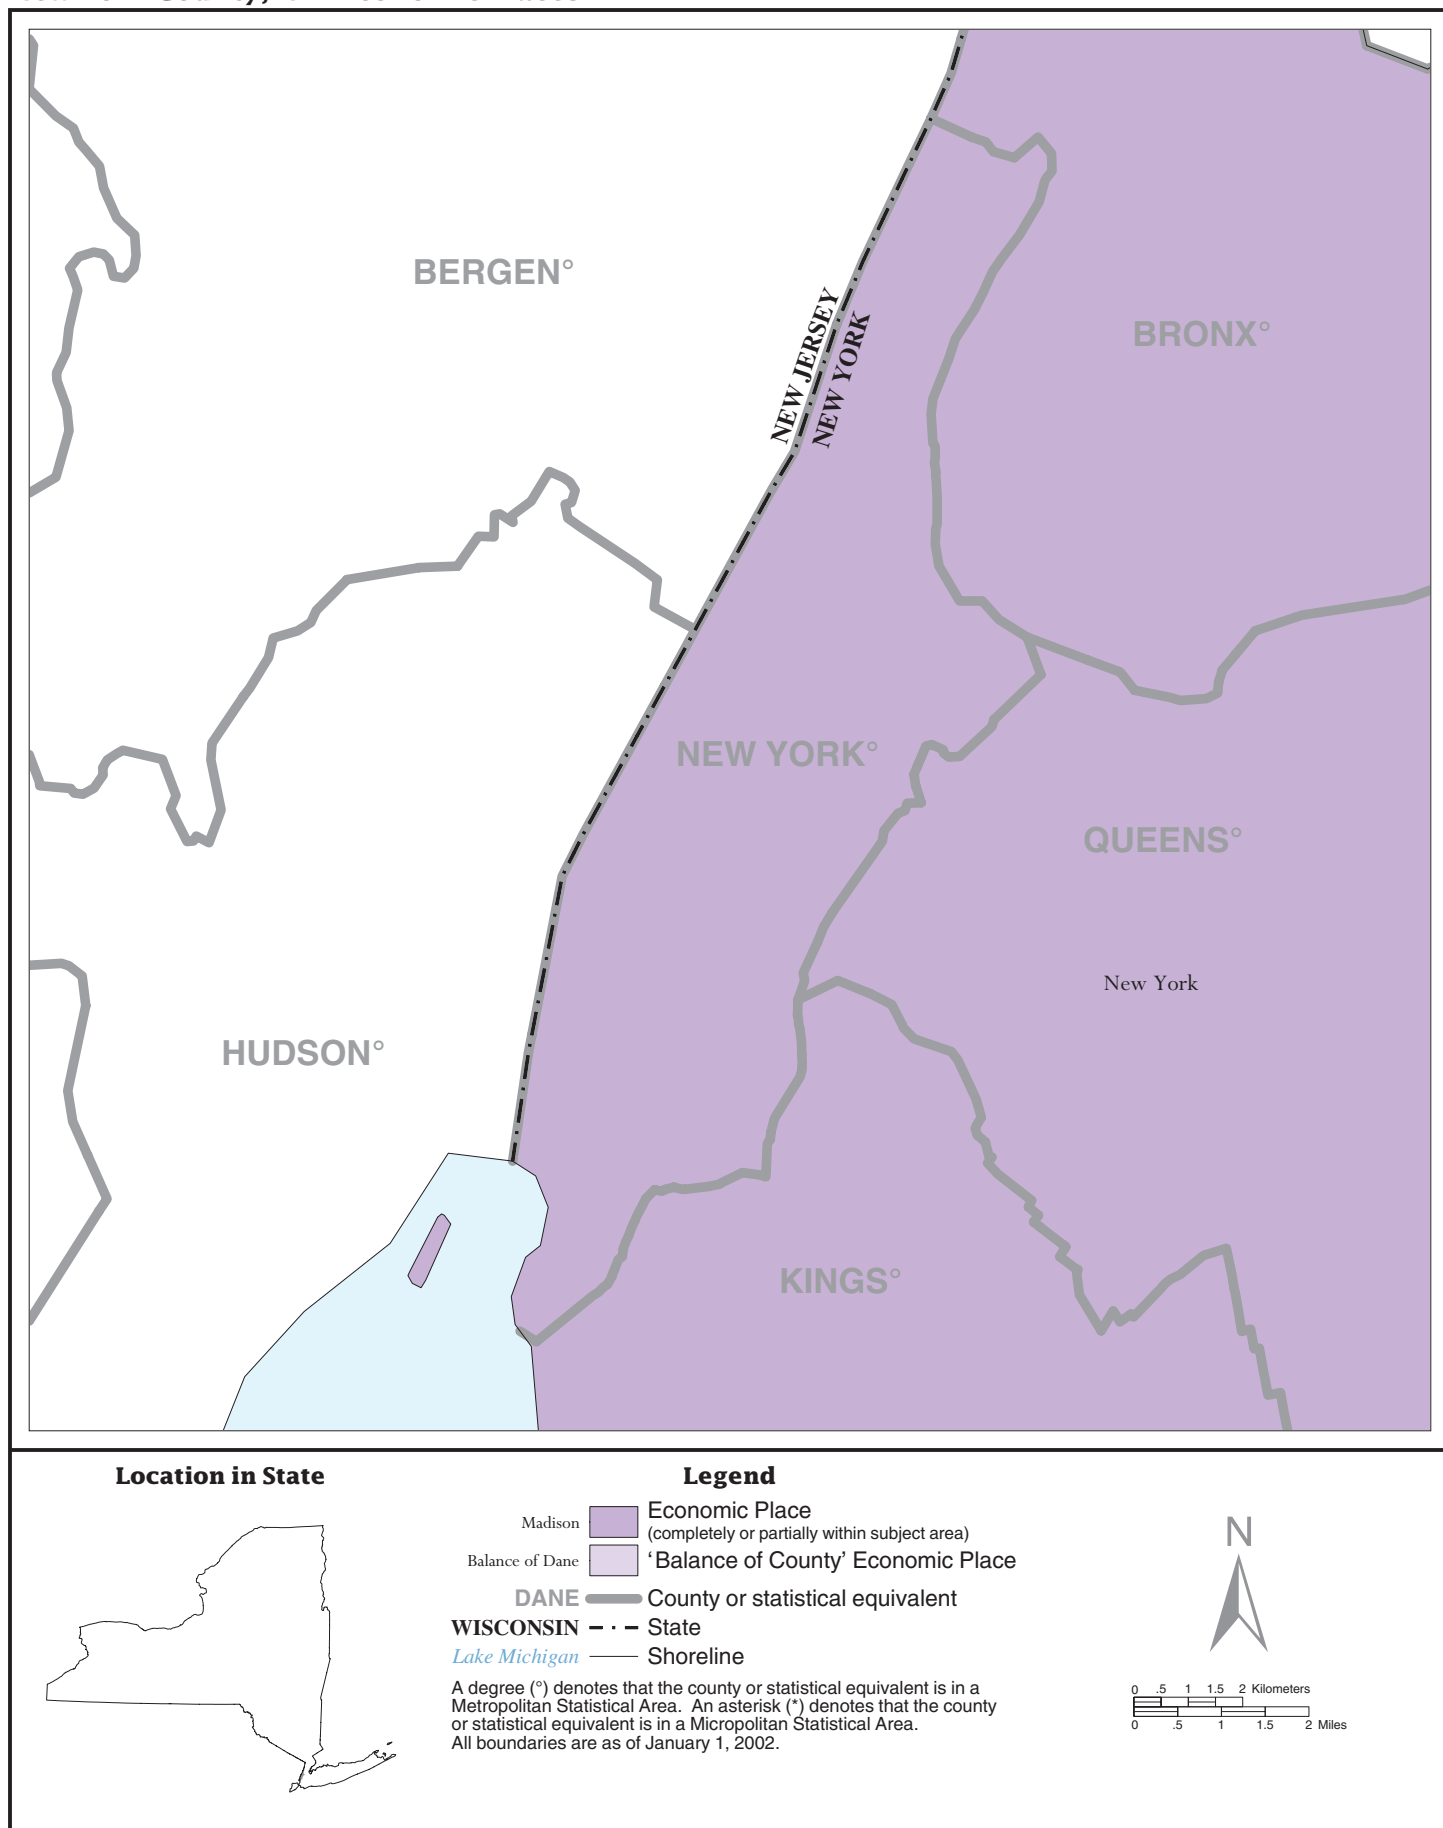 BERGEN°
BRONX°
NEW JERSEY
NEW YORK
NEW YORK°
QUEENS°
New York
HUDSON°
KINGS°
Location in State
Legend
Madison
Economic Place
(completely or partially within subject area)
Balance of Dane
‘Balance of County’ Economic Place
DANE
County or statistical equivalent
WISCONSIN
State
Lake Michigan
Shoreline
A degree (°) denotes that the county or statistical equivalent is in a
Metropolitan Statistical Area.  An asterisk (*) denotes that the county
or statistical equivalent is in a Micropolitan Statistical Area.
All boundaries are as of January 1, 2002.
N
0 .5 1 1.5 2 Kilometers
0 .5 1 1.5 2 Miles